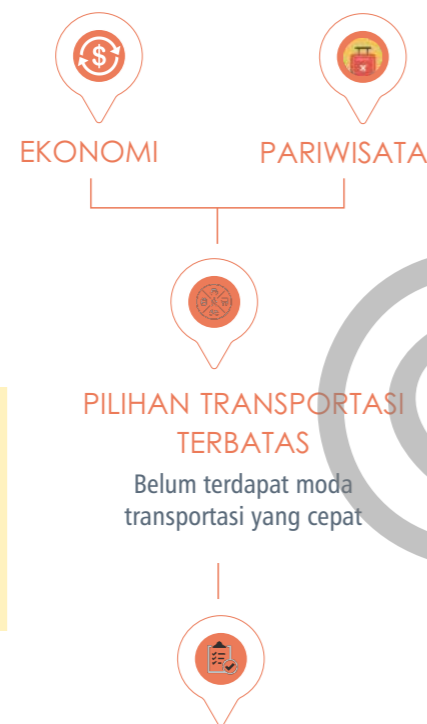 EKONOMI
PARIWISATA
PILIHAN TRANSPORTASI
TERBATAS
Belum terdapat moda
transportasi yang cepat